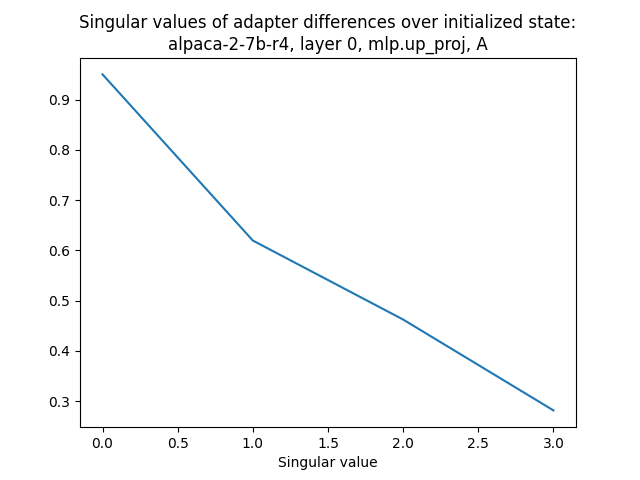 Singular values of adapter differences over initialized state:
alpaca-2-7b-r4, layer 0, mlp.up_proj, A
0.9
0.8
0.7
0.6
0.5
0.4
0.3
0.0 0.5 1.0 1.5 2.0 2.5 3.0
Singular value